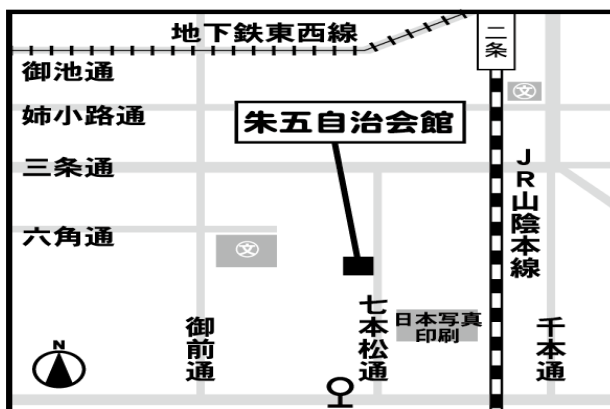 地下鉄東西線
二条
御池通
文
姉小路通
朱五自治会館
三条通
JR山陰本線
六角通
文
御前通
七本松通
日本写真
印刷
千本通
N